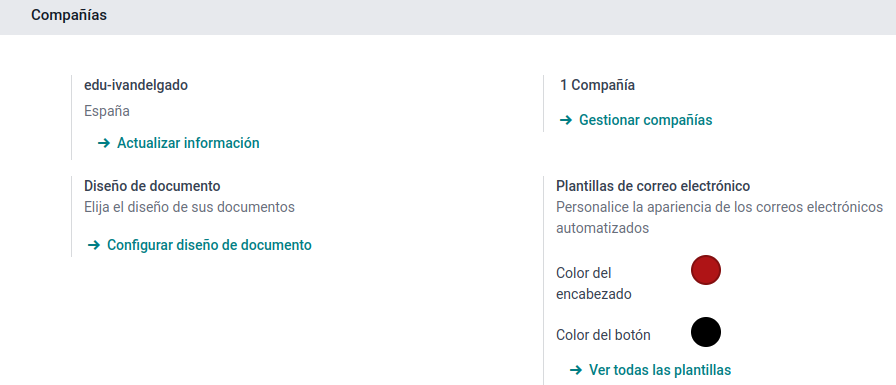 Compañías
edu-ivandelgado
España
→ Actualizar información
1 Compañía
→ Gestionar compañías
Diseño de documento
Elija el diseño de sus documentos
→ Configurar diseño de documento
Plantillas de correo electrónico
Personalice la apariencia de los correos electrónicos
automatizados
Color del
encabezado
Color del botón
→ Ver todas las plantillas